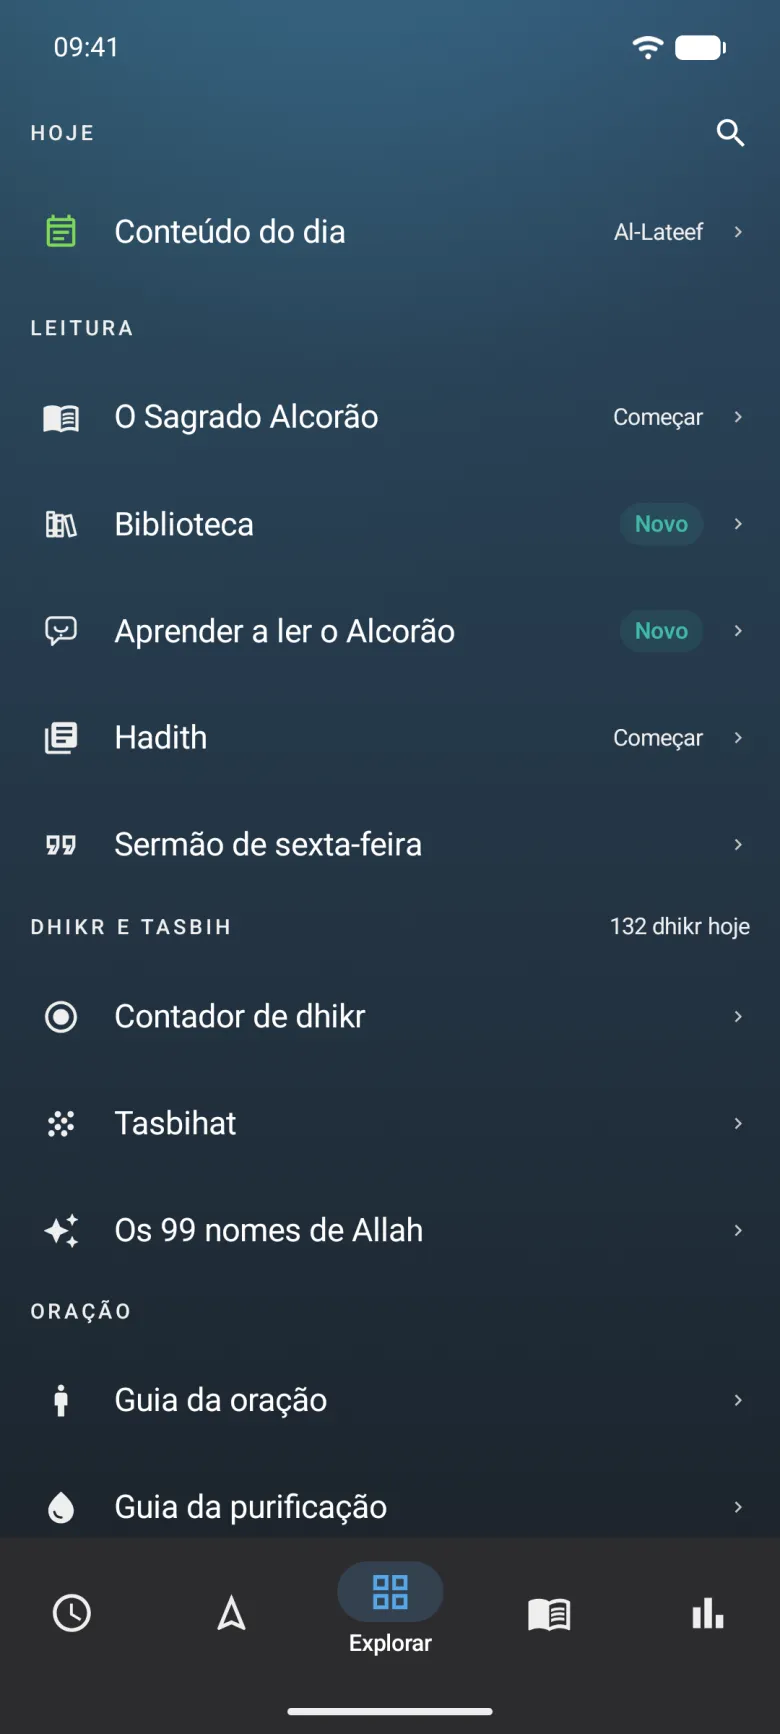 09:41
HOJE
Conteúdo do dia Al-Lateef
LEITURA
O Sagrado Alcorão Começar
Biblioteca Novo
Aprender a ler o Alcorão Novo
Hadith Começar
Sermão de sexta-feira
DHIKR E TASBIH 132 dhikr hoje
Contador de dhikr
Tasbihat
Os 99 nomes de Allah
ORAÇÃO
Guia da oração
Guia da purificação
Explorar